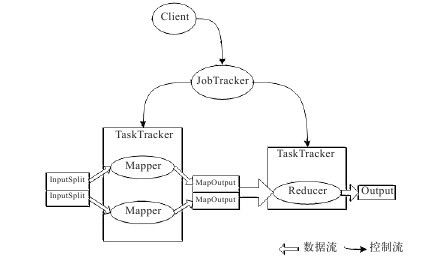 Client
JobTracker
TaskTracker
TaskTracker
Mapper
InputSplit
InputSplit
MapOutput
MapOutput
Reducer
Output
Mapper
数据流
控制流